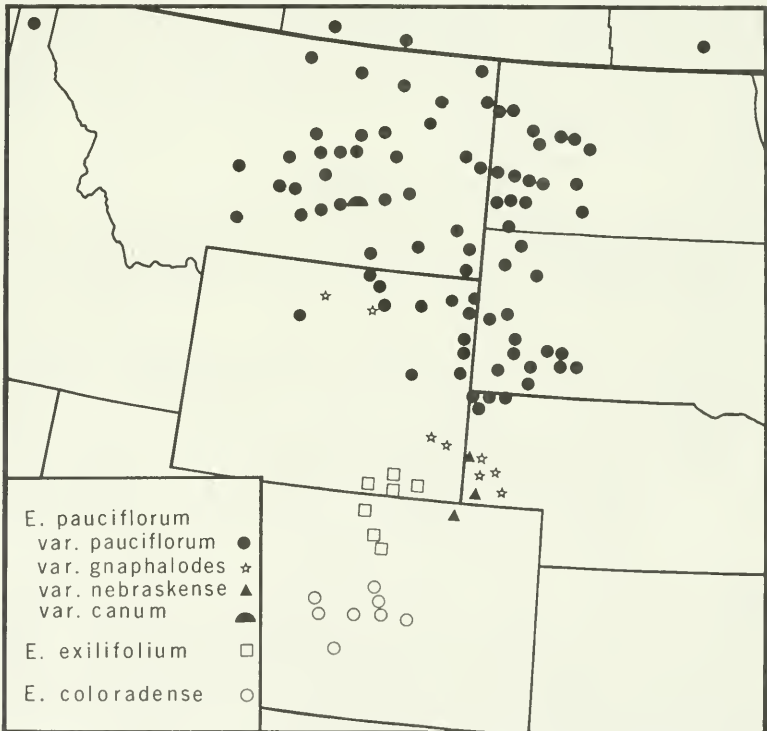 E. pauciflorum
var. pauciflorum
var. gnaphalodes
var. nebraskense
var. canum
E. exilifolium
E. coloradense